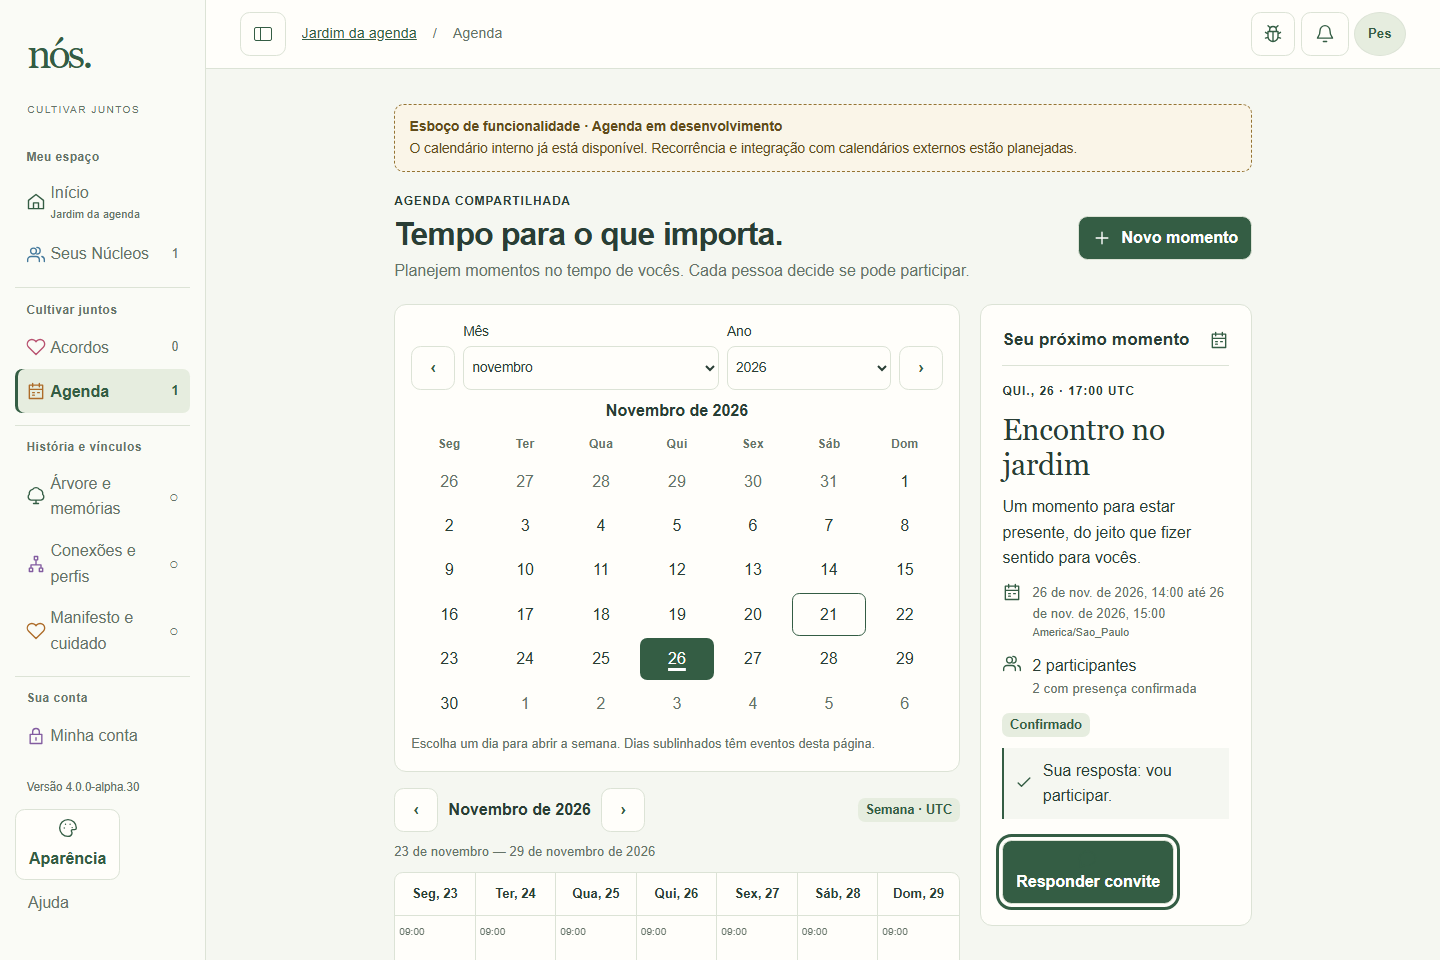 nós.
CULTIVAR JUNTOS
Meu espaço
Início
Jardim da agenda
Seus Núcleos 1
Cultivar juntos
Acordos 0
Agenda 1
História e vínculos
Árvore e
memórias
Conexões e
perfis
Manifesto e
cuidado
Sua conta
Minha conta
Versão 4.0.0-alpha.30
Aparência
Ajuda
Jardim da agenda / Agenda
Pes
Esboço de funcionalidade · Agenda em desenvolvimento
O calendário interno já está disponível. Recorrência e integração com calendários externos estão planejadas.
AGENDA COMPARTILHADA
Tempo para o que importa.
Planejem momentos no tempo de vocês. Cada pessoa decide se pode participar.
+ Novo momento
Mês Ano
‹ novembro 2026 ›
Novembro de 2026
Seg Ter Qua Qui Sex Sáb Dom
26 27 28 29 30 31 1
2 3 4 5 6 7 8
9 10 11 12 13 14 15
16 17 18 19 20 21 22
23 24 25 26 27 28 29
30 1 2 3 4 5 6
Escolha um dia para abrir a semana. Dias sublinhados têm eventos desta página.
‹ Novembro de 2026 › Semana · UTC
23 de novembro — 29 de novembro de 2026
Seg, 23 Ter, 24 Qua, 25 Qui, 26 Sex, 27 Sáb, 28 Dom, 29
09:00 09:00 09:00 09:00 09:00 09:00 09:00
Seu próximo momento
QUI., 26 · 17:00 UTC
Encontro no
jardim
Um momento para estar
presente, do jeito que fizer
sentido para vocês.
26 de nov. de 2026, 14:00 até 26
de nov. de 2026, 15:00
America/Sao_Paulo
2 participantes
2 com presença confirmada
Confirmado
Sua resposta: vou
participar.
Responder convite